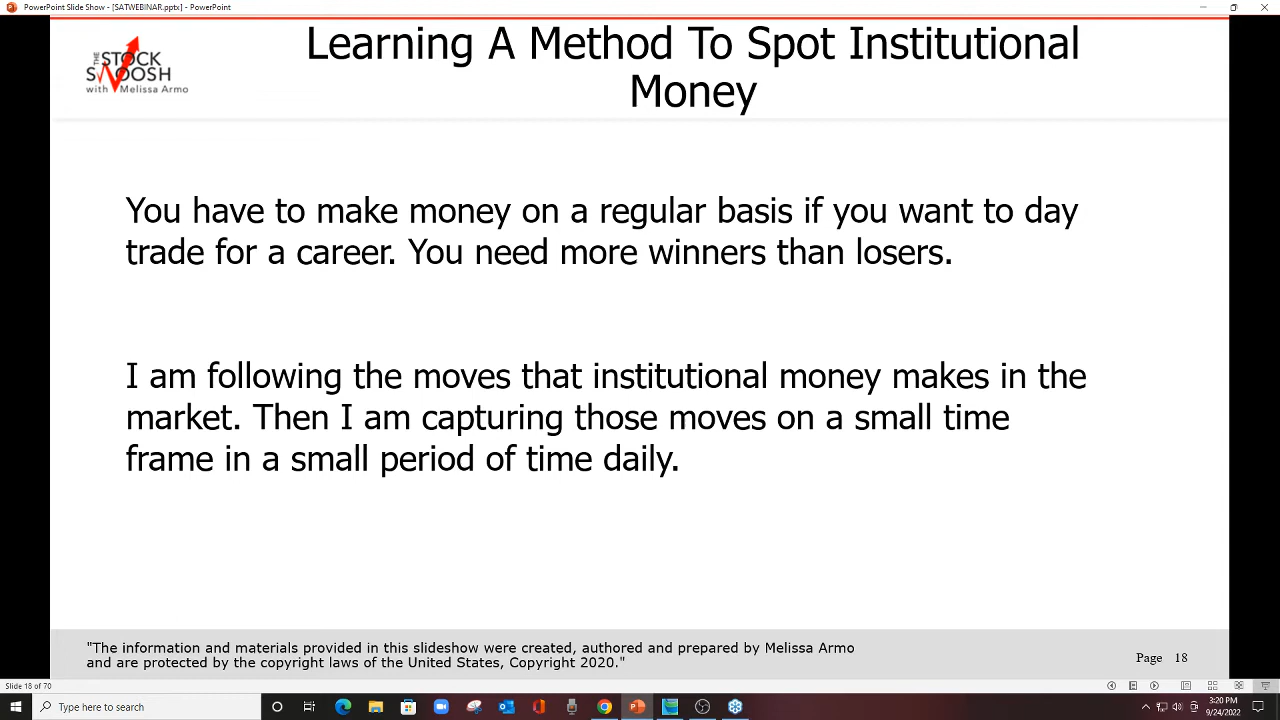 PowerPoint Slide Show - [SATWEBINAR.pptx] - PowerPoint
THE STOCK
SWOOSH
with Melissa Armo
Learning A Method To Spot Institutional
Money
You have to make money on a regular basis if you want to day
trade for a career. You need more winners than losers.
I am following the moves that institutional money makes in the
market. Then I am capturing those moves on a small time
frame in a small period of time daily.
"The information and materials provided in this slideshow were created, authored and prepared by Melissa Armo
and are protected by the copyright laws of the United States, Copyright 2020."
Page 18
Slide 18 of 70
Type here to search
3:20 PM
9/24/2022